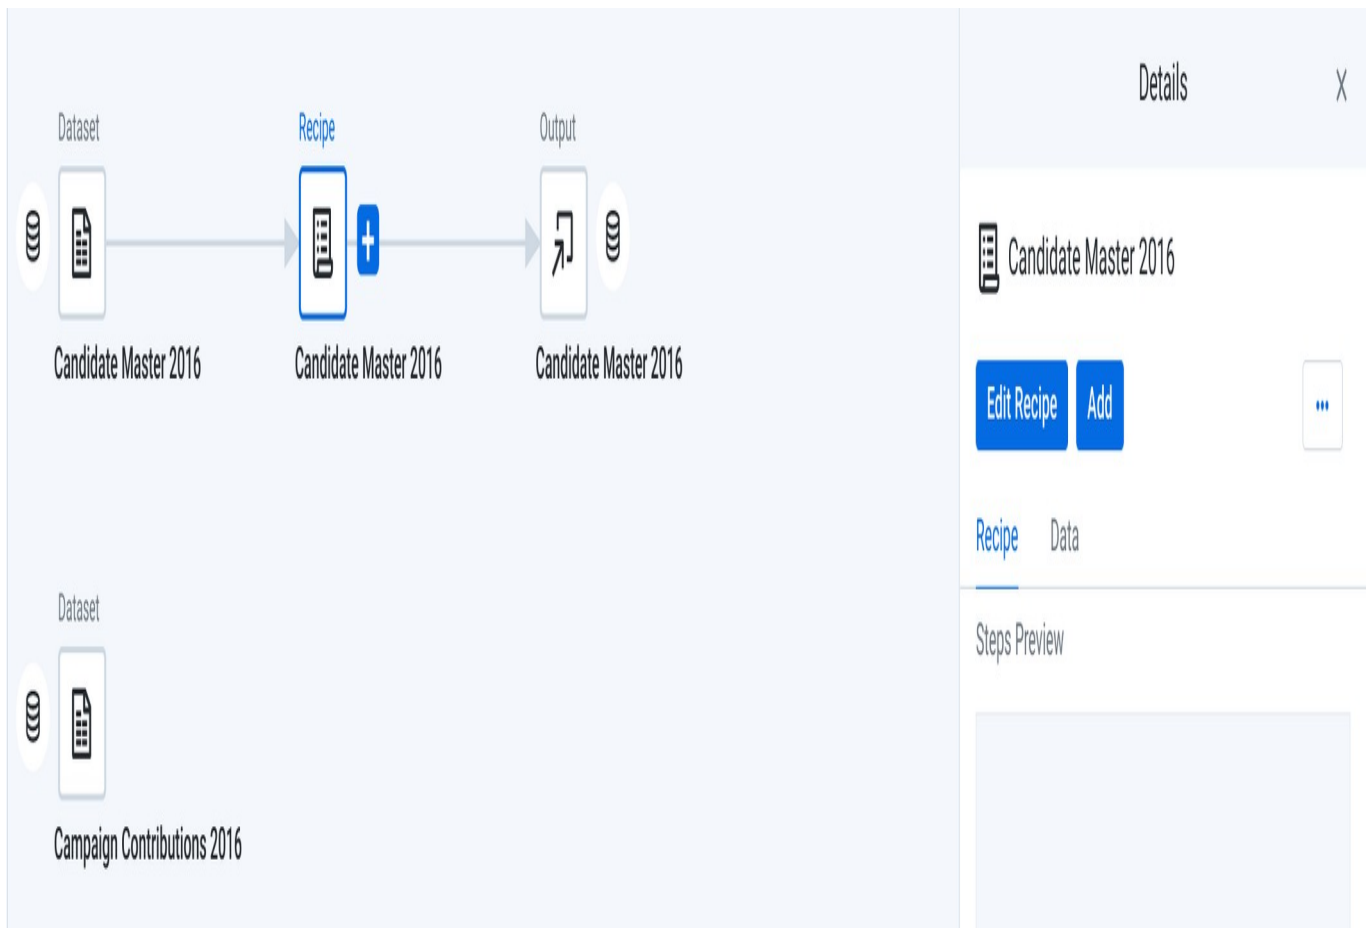 Details
X
Dataset
Recipe
Output
Candidate Master 2016
Candidate Master 2016
Candidate Master 2016
Candidate Master 2016
Edit Recipe
Add
...
Recipe
Data
Steps Preview
Dataset
Campaign Contributions 2016